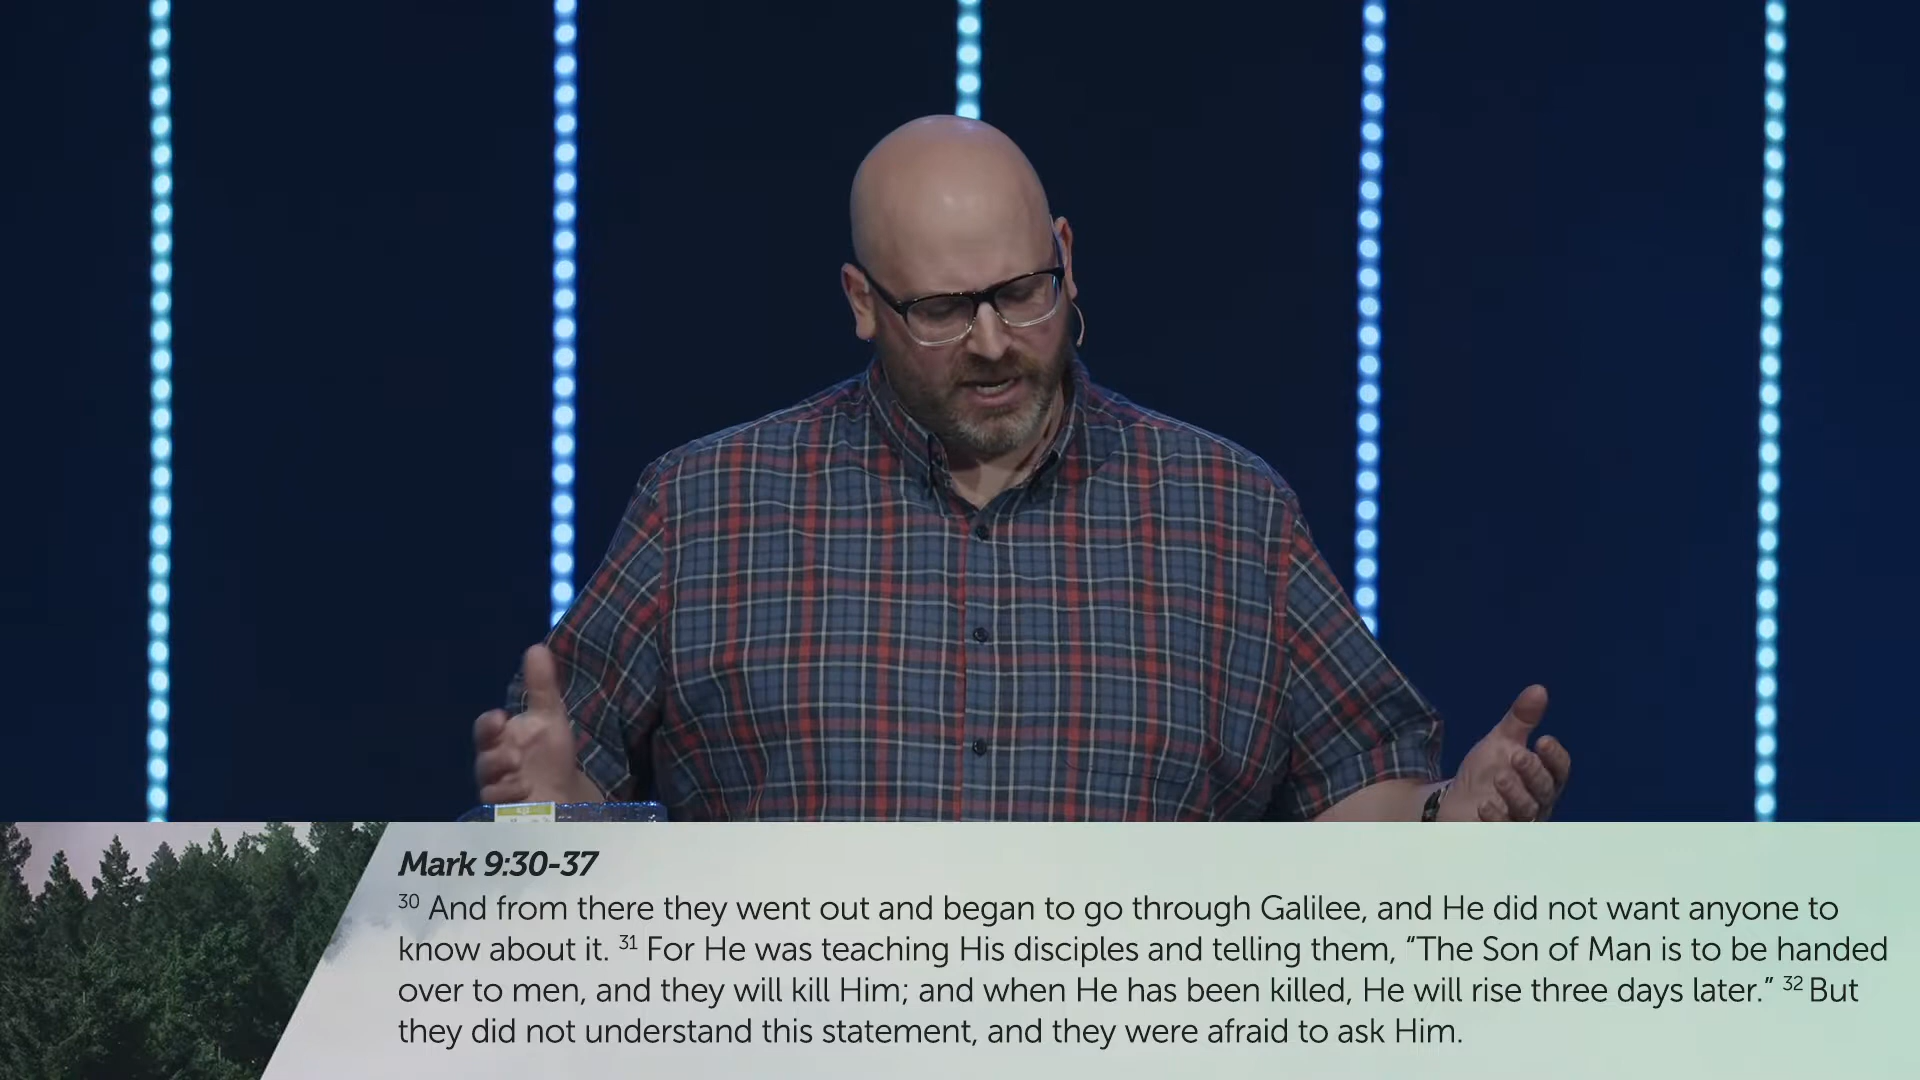 Mark 9:30-37
30 And from there they went out and began to go through Galilee, and He did not want anyone to
know about it. 31 For He was teaching His disciples and telling them, “The Son of Man is to be handed
over to men, and they will kill Him; and when He has been killed, He will rise three days later.” 32 But
they did not understand this statement, and they were afraid to ask Him.